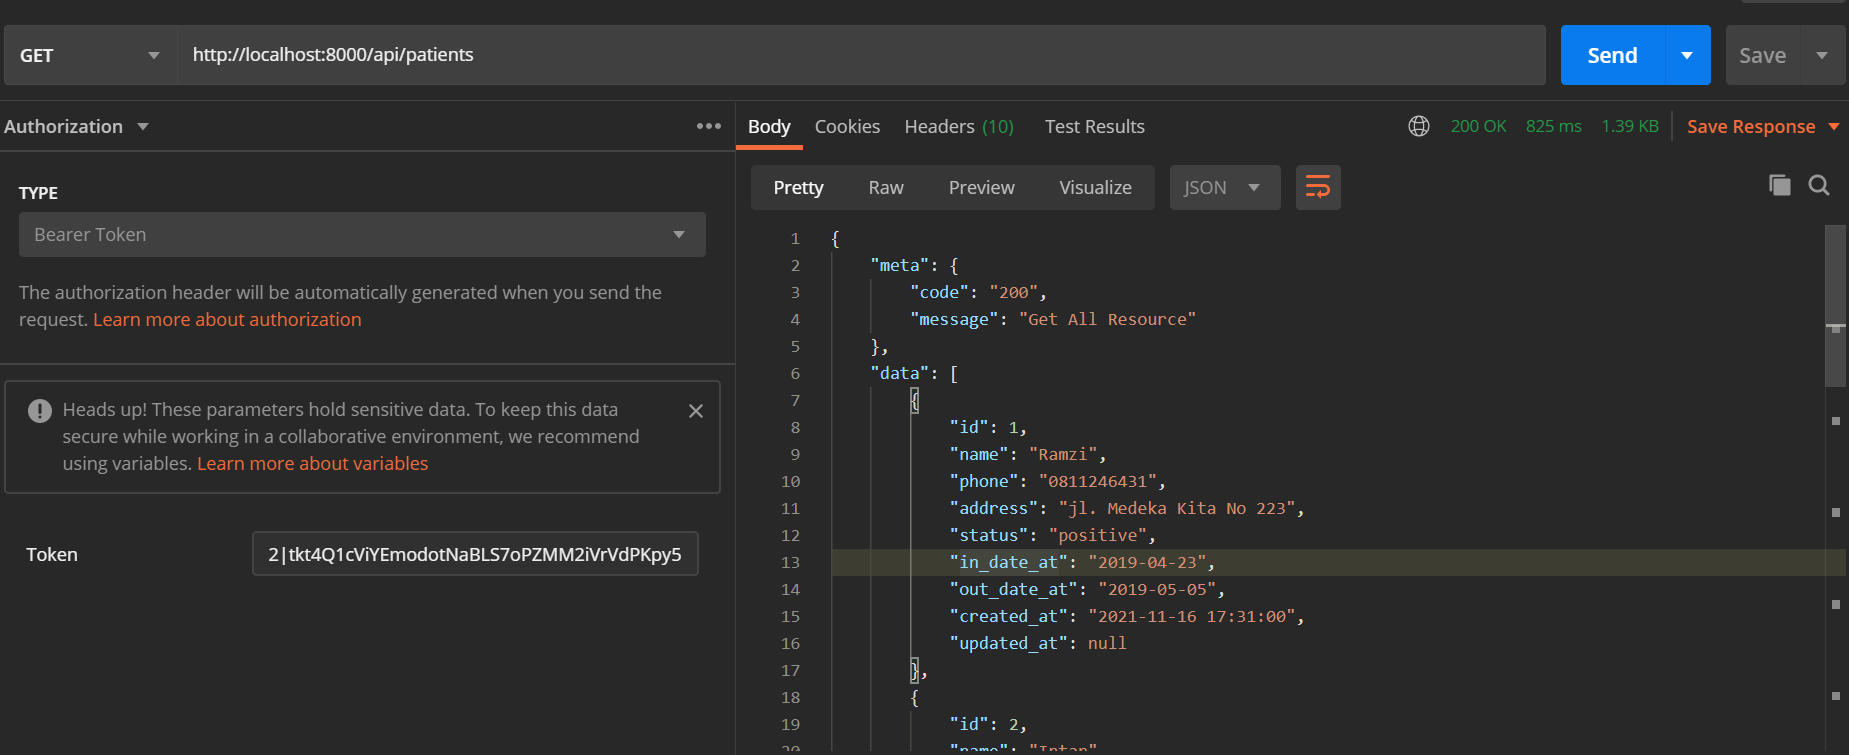 GET
http://localhost:8000/api/patients
Send
Save
Authorization
TYPE
Bearer Token
The authorization header will be automatically generated when you send the
request. Learn more about authorization
Heads up! These parameters hold sensitive data. To keep this data
secure while working in a collaborative environment, we recommend
using variables. Learn more about variables
Token
2|tkt4Q1cViYEmodotNaBLS7oPZMM2iVrVdPKpy5
Body Cookies Headers (10) Test Results
200 OK 825 ms 1.39 KB Save Response
Pretty Raw Preview Visualize JSON
1 {
2 "meta": {
3 "code": "200",
4 "message": "Get All Resource"
5 },
6 "data": [
7 {
8 "id": 1,
9 "name": "Ramzi",
10 "phone": "0811246431",
11 "address": "jl. Medeka Kita No 223",
12 "status": "positive",
13 "in_date_at": "2019-04-23",
14 "out_date_at": "2019-05-05",
15 "created_at": "2021-11-16 17:31:00",
16 "updated_at": null
17 },
18 {
19 "id": 2,
20 "name": "Intan"